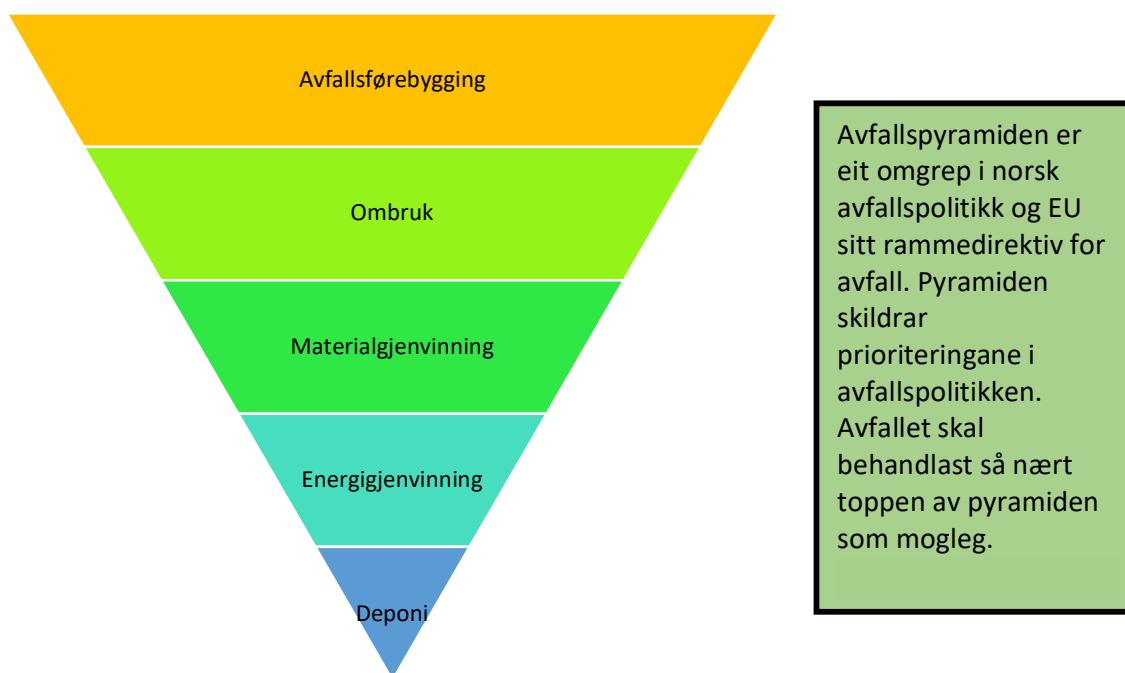 Avfallsførebygging
Ombruk
Materialgjenvinning
Energigjenvinning
Deponi
Avfallspyramiden er
eit omgrep i norsk
avfallspolitikk og EU
sitt rammedirektiv for
avfall. Pyramiden
skildrar
prioriteringane i
avfallspolitikken.
Avfallet skal
behandlast så nært
toppen av pyramiden
som mogleg.